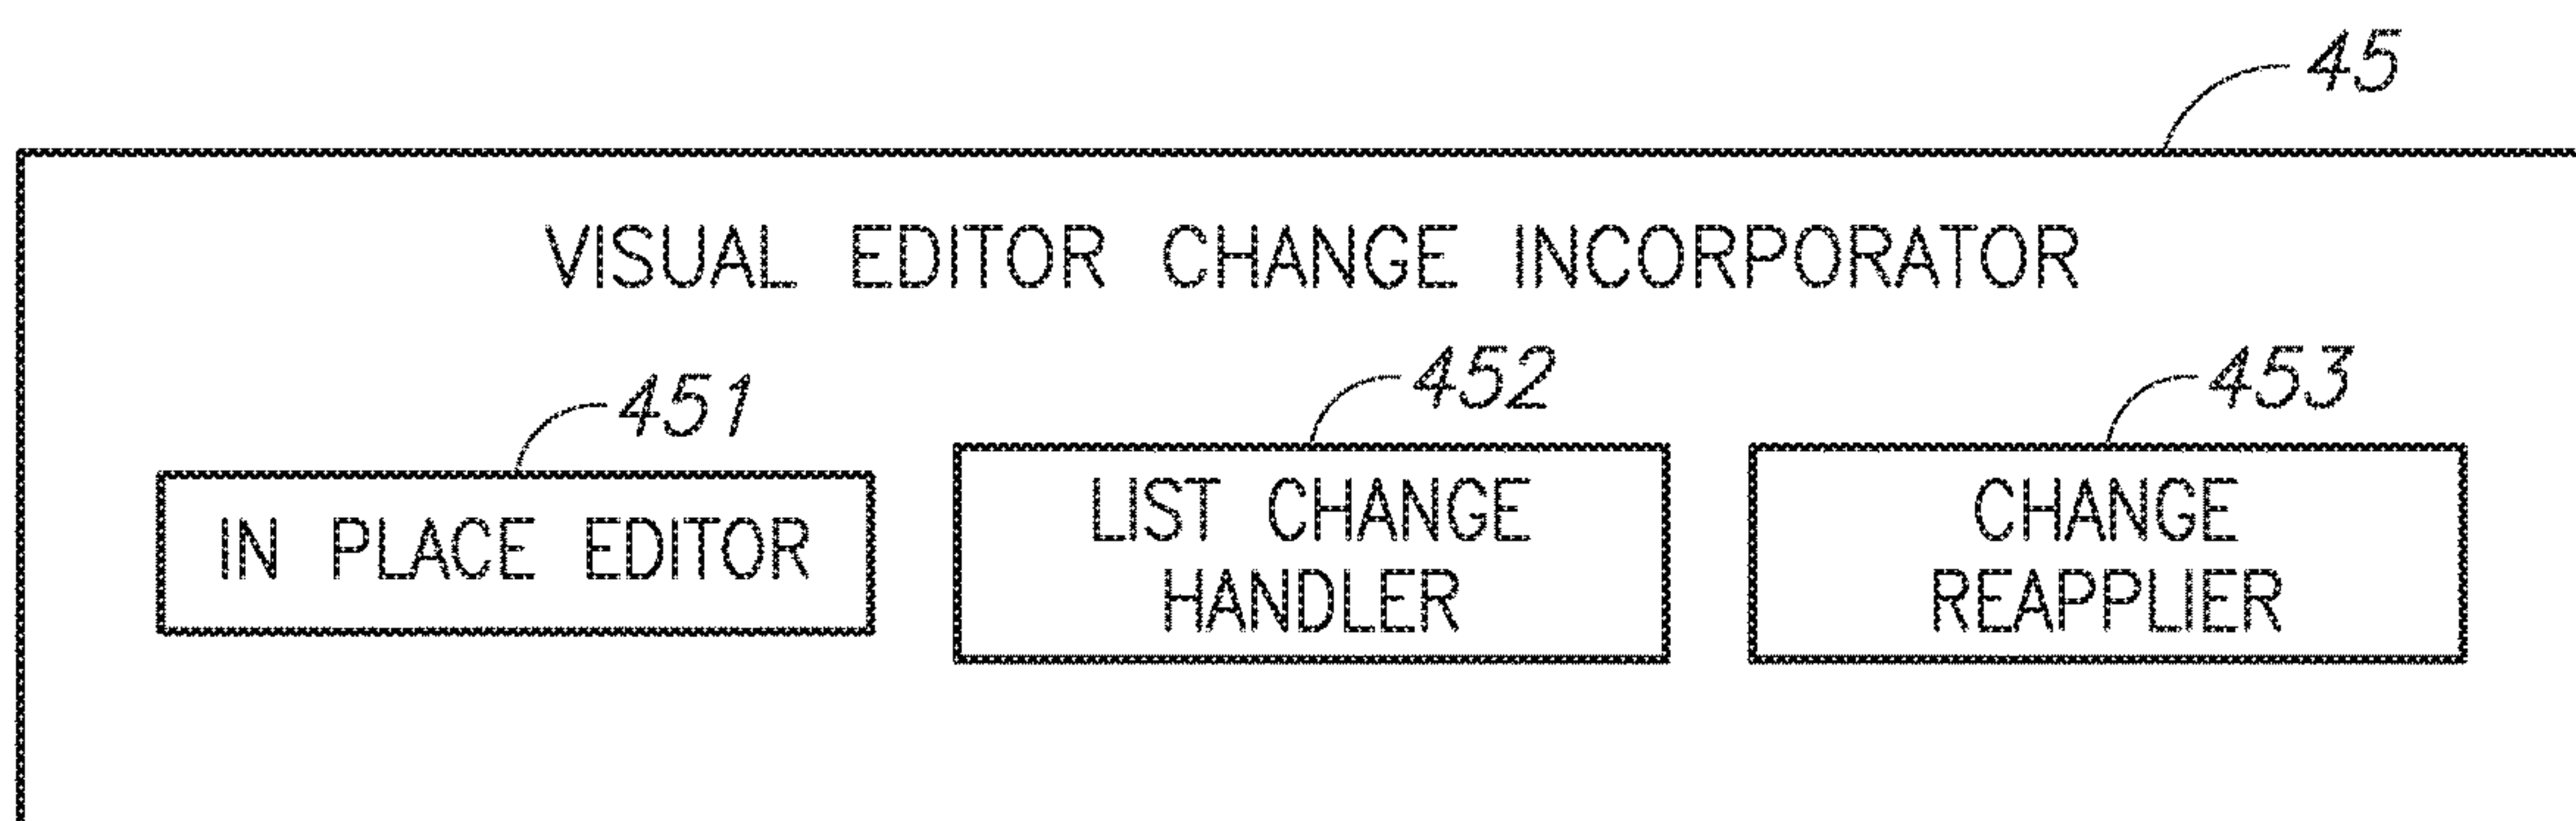 45
VISUAL EDITOR CHANGE INCORPORATOR
451
452
453
IN PLACE EDITOR
LIST CHANGE
HANDLER
CHANGE
REAPPLIER